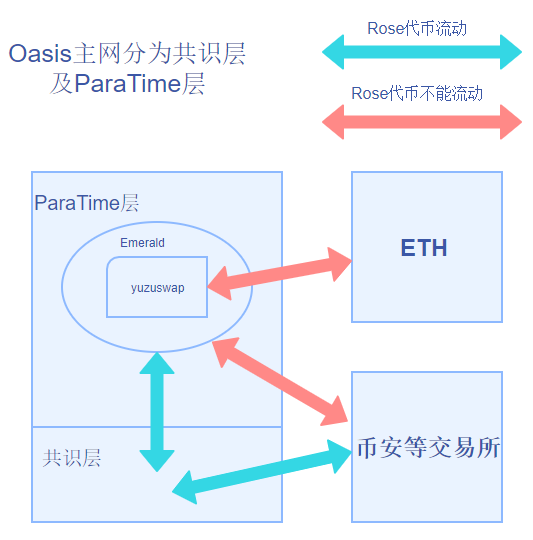 Oasis主网分为共识层
及ParaTime层
Rose代币流动
Rose代币不能流动
ParaTime层
Emerald
yuzuswap
ETH
共识层
币安等交易所